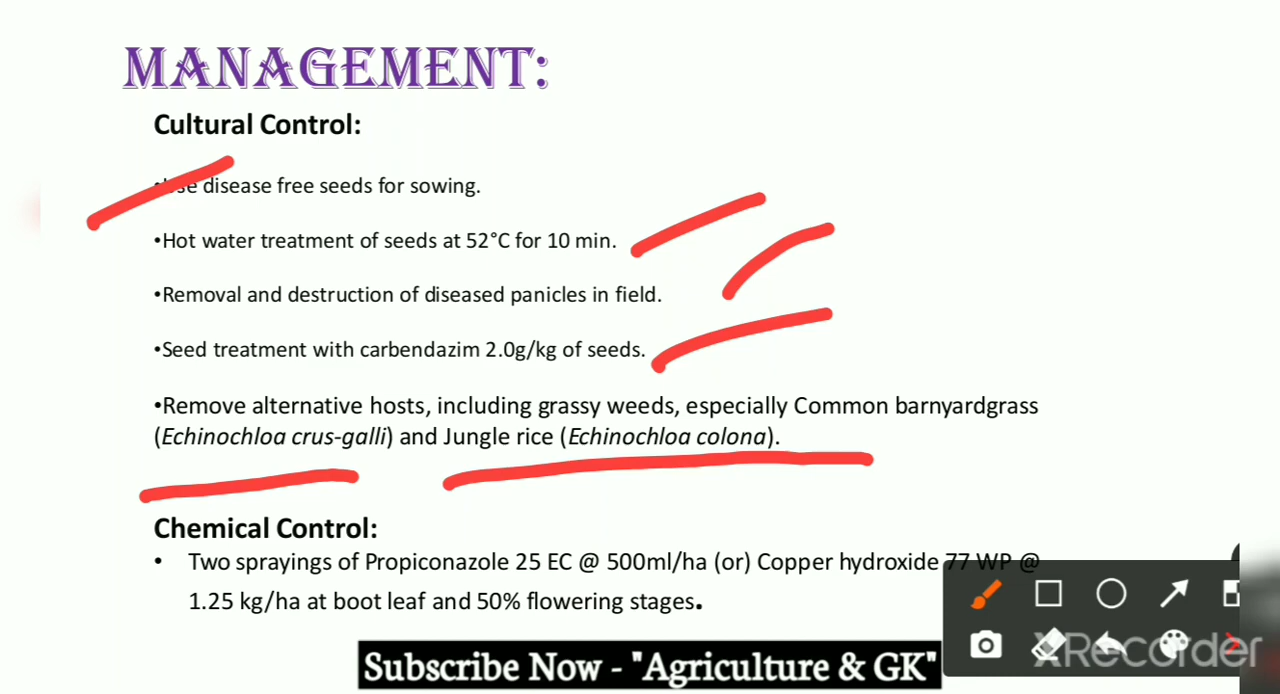 MANAGEMENT:
Cultural Control:
•Use disease free seeds for sowing.
•Hot water treatment of seeds at 52°C for 10 min.
•Removal and destruction of diseased panicles in field.
•Seed treatment with carbendazim 2.0g/kg of seeds.
•Remove alternative hosts, including grassy weeds, especially Common barnyardgrass
(Echinochloa crus-galli) and Jungle rice (Echinochloa colona).
Chemical Control:
• Two sprayings of Propiconazole 25 EC @ 500ml/ha (or) Copper hydroxide 77 WP @
1.25 kg/ha at boot leaf and 50% flowering stages.
XRecorder
Subscribe Now - "Agriculture & GK"